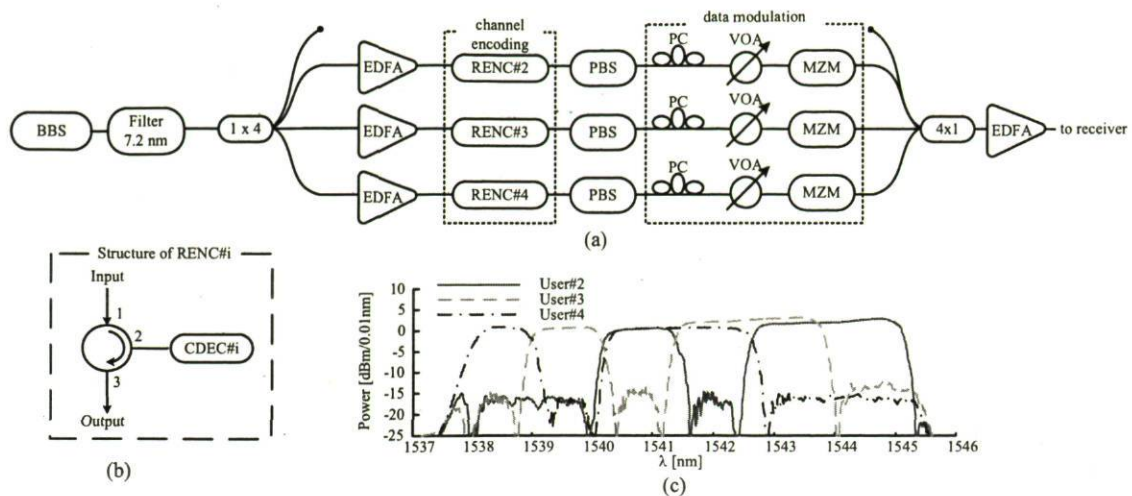 channel encoding
data modulation
EDFA RENC#2 PBS PC VOA MZM
BBS Filter 7.2 nm 1 x 4 EDFA RENC#3 PBS PC VOA MZM 4x1 EDFA to receiver
EDFA RENC#4 PBS PC VOA MZM
(a)
Structure of RENC#i
Input
1
2
CDEC#i
3
Output
(b)
User#2
User#3
User#4
Power [dBm/0.01nm]
10
5
0
-5
-10
-15
-20
-25
1537 1538 1539 1540 1541 1542 1543 1544 1545 1546
λ [nm]
(c)